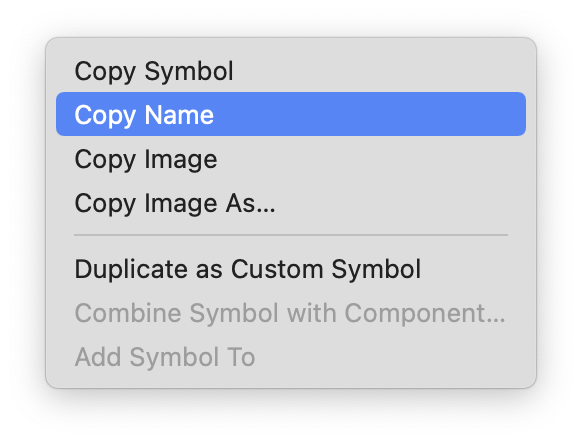 Copy Symbol
Copy Name
Copy Image
Copy Image As...
Duplicate as Custom Symbol
Combine Symbol with Component...
Add Symbol To